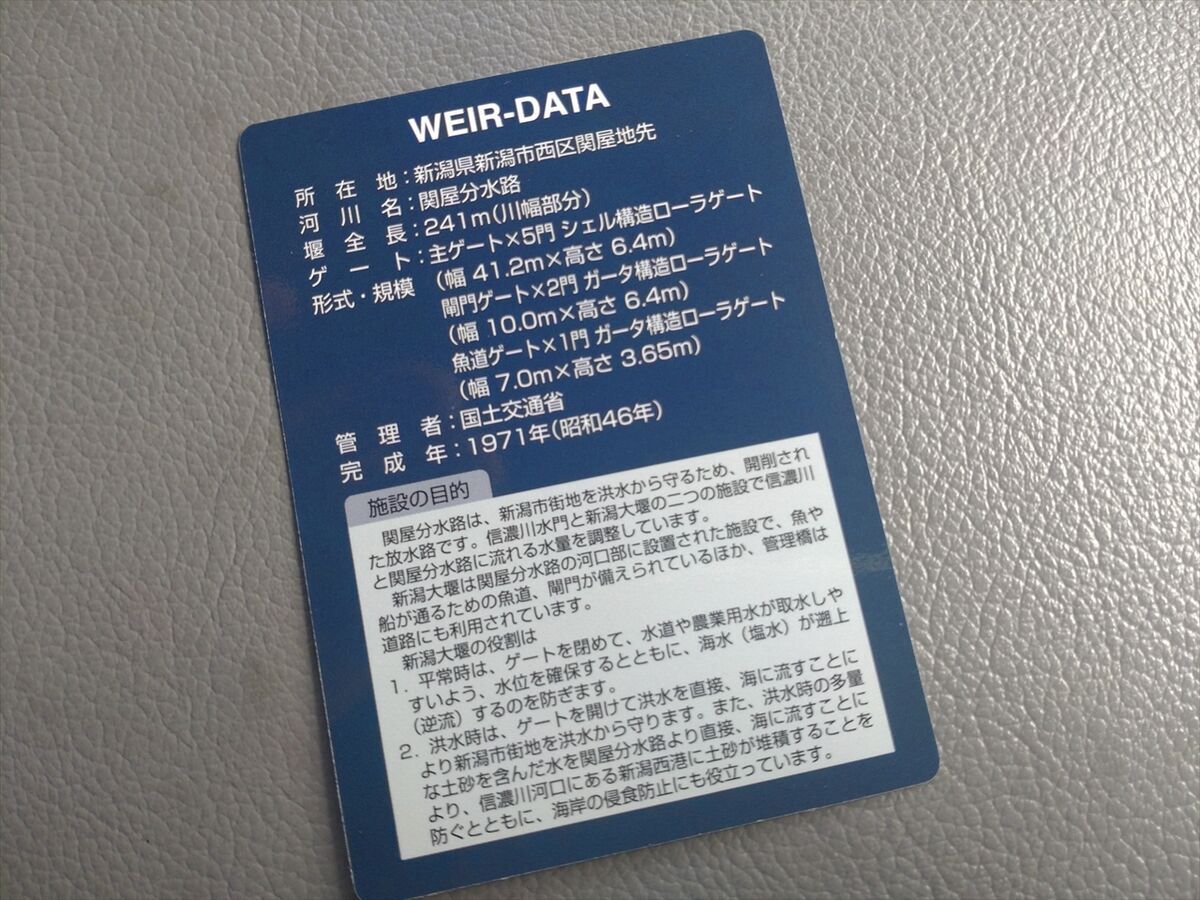 WEIR-DATA
所在地：新潟県新潟市西区関屋地先
河川名：関屋分水路
堰全長：241m(川幅部分)
ゲート：主ゲート×5門 シェル構造ローラゲート
形式・規模 （幅 41.2m×高さ 6.4m）
閘門ゲート×2門 ガータ構造ローラゲート
（幅 10.0m×高さ 6.4m）
魚道ゲート×1門 ガータ構造ローラゲート
（幅 7.0m×高さ 3.65m）
管理者：国土交通省
完成年：1971年(昭和46年)
施設の目的
関屋分水路は、新潟市街地を洪水から守るため、開削され
た放水路です。信濃川水門と新潟大堰の二つの施設で信濃川
と関屋分水路に流れる水量を調整しています。
新潟大堰は関屋分水路の河口部に設置された施設で、魚や
船が通るための魚道、閘門が備えられているほか、管理橋は
道路にも利用されています。
新潟大堰の役割は
1. 平常時は、ゲートを閉めて、水道や農業用水が取水しや
すいよう、水位を確保するとともに、海水（塩水）が遡上
（逆流）するのを防ぎます。
2. 洪水時は、ゲートを開けて洪水を直接、海に流すことに
より新潟市街地を洪水から守ります。また、洪水時の多量
な土砂を含んだ水を関屋分水路より直接、海に流すことに
より、信濃川河口にある新潟西港に土砂が堆積することを
防ぐとともに、海岸の侵食防止にも役立っています。